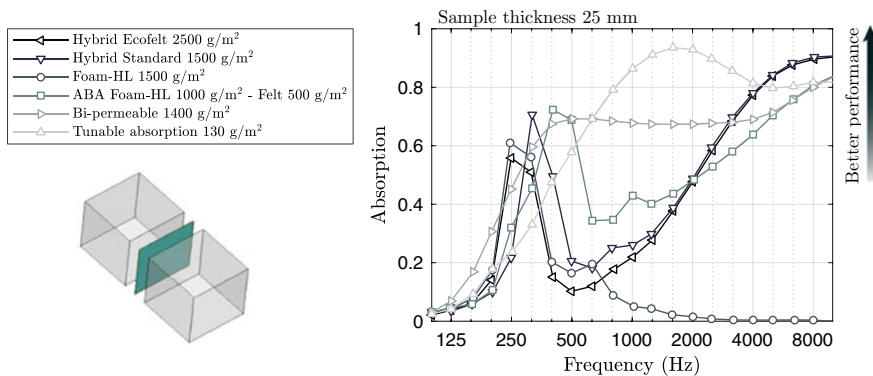 Sample thickness 25 mm
Hybrid Ecofelt 2500 g/m²
Hybrid Standard 1500 g/m²
Foam-HL 1500 g/m²
ABA Foam-HL 1000 g/m² - Felt 500 g/m²
Bi-permeable 1400 g/m²
Tunable absorption 130 g/m²
Absorption
1
0.8
0.6
0.4
0.2
0
125 250 500 1000 2000 4000 8000
Frequency (Hz)
Better performance